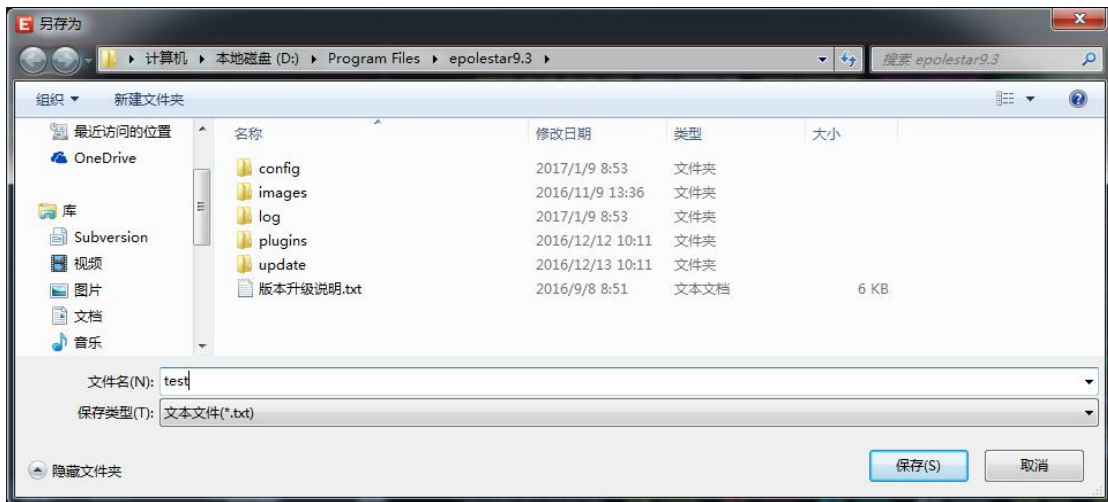 E 另存为
计算机 ▸ 本地磁盘 (D:) ▸ Program Files ▸ epolestar9.3 ▸ 搜索 epolestar9.3
组织 新建文件夹
最近访问的位置
OneDrive
库
Subversion
视频
图片
文档
音乐
名称 修改日期 类型 大小
config 2017/1/9 8:53 文件夹
images 2016/11/9 13:36 文件夹
log 2017/1/9 8:53 文件夹
plugins 2016/12/12 10:11 文件夹
update 2016/12/13 10:11 文件夹
版本升级说明.txt 2016/9/8 8:51 文本文档 6 KB
文件名(N): test
保存类型(T): 文本文件(*.txt)
隐藏文件夹 保存(S) 取消